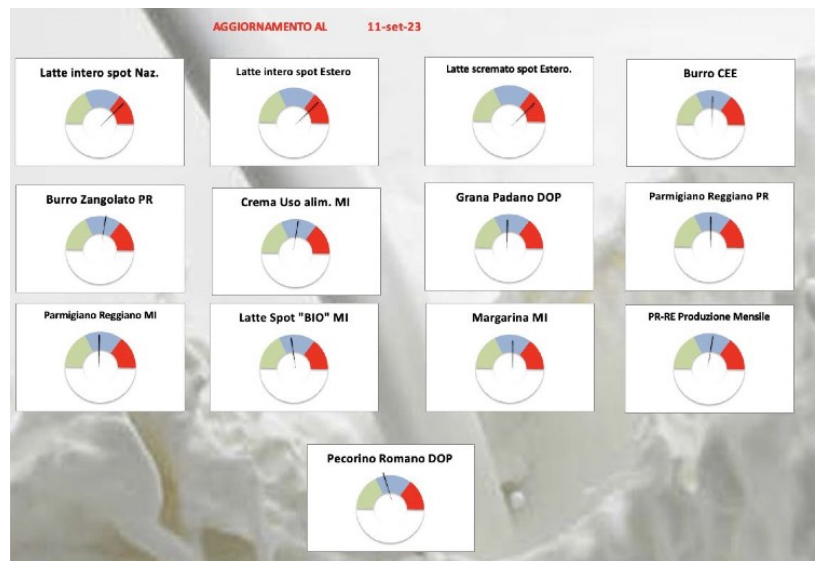 AGGIORNAMENTO AL 11-set-23
Latte intero spot Naz.
Latte intero spot Estero
Latte scremato spot Estero.
Burro CEE
Burro Zangolato PR
Crema Uso alim. MI
Grana Padano DOP
Parmigiano Reggiano PR
Parmigiano Reggiano MI
Latte Spot "BIO" MI
Margarina MI
PR-RE Produzione Mensile
Pecorino Romano DOP